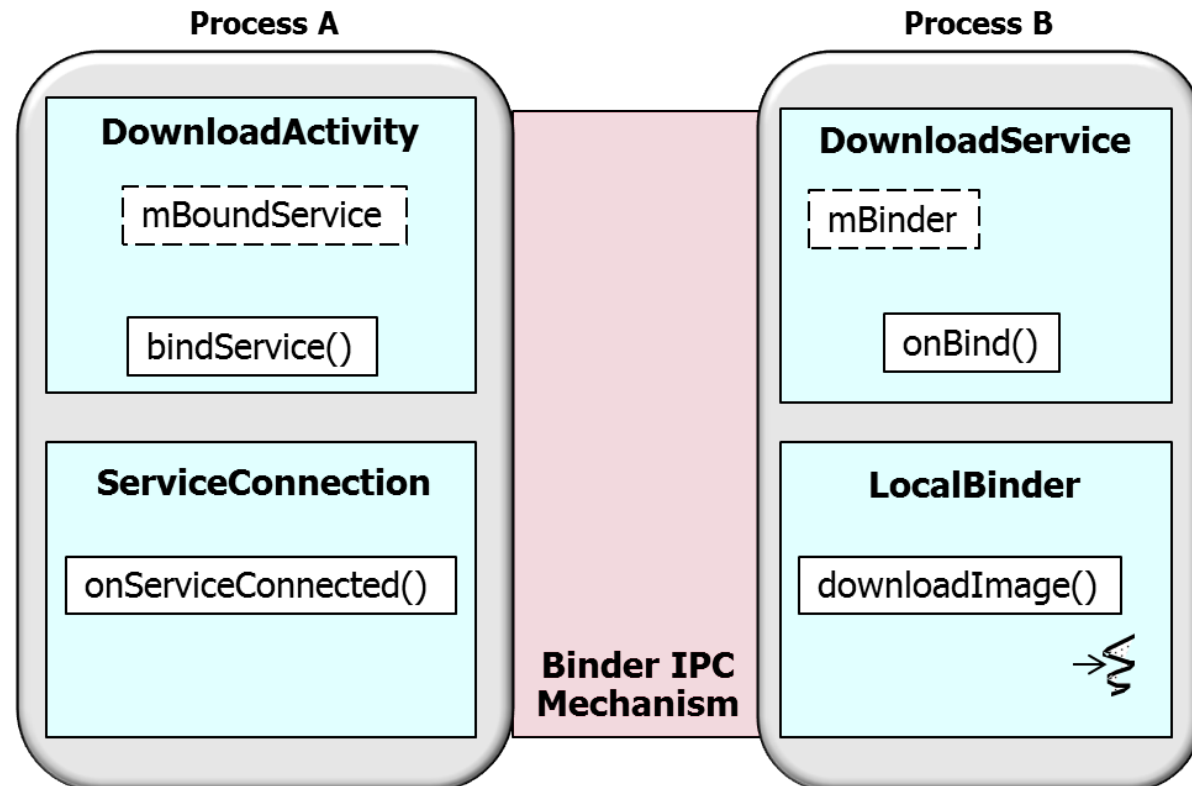 Process A
Process B
DownloadActivity
mBoundService
bindService()
ServiceConnection
onServiceConnected()
Binder IPC
Mechanism
DownloadService
mBinder
onBind()
LocalBinder
downloadImage()